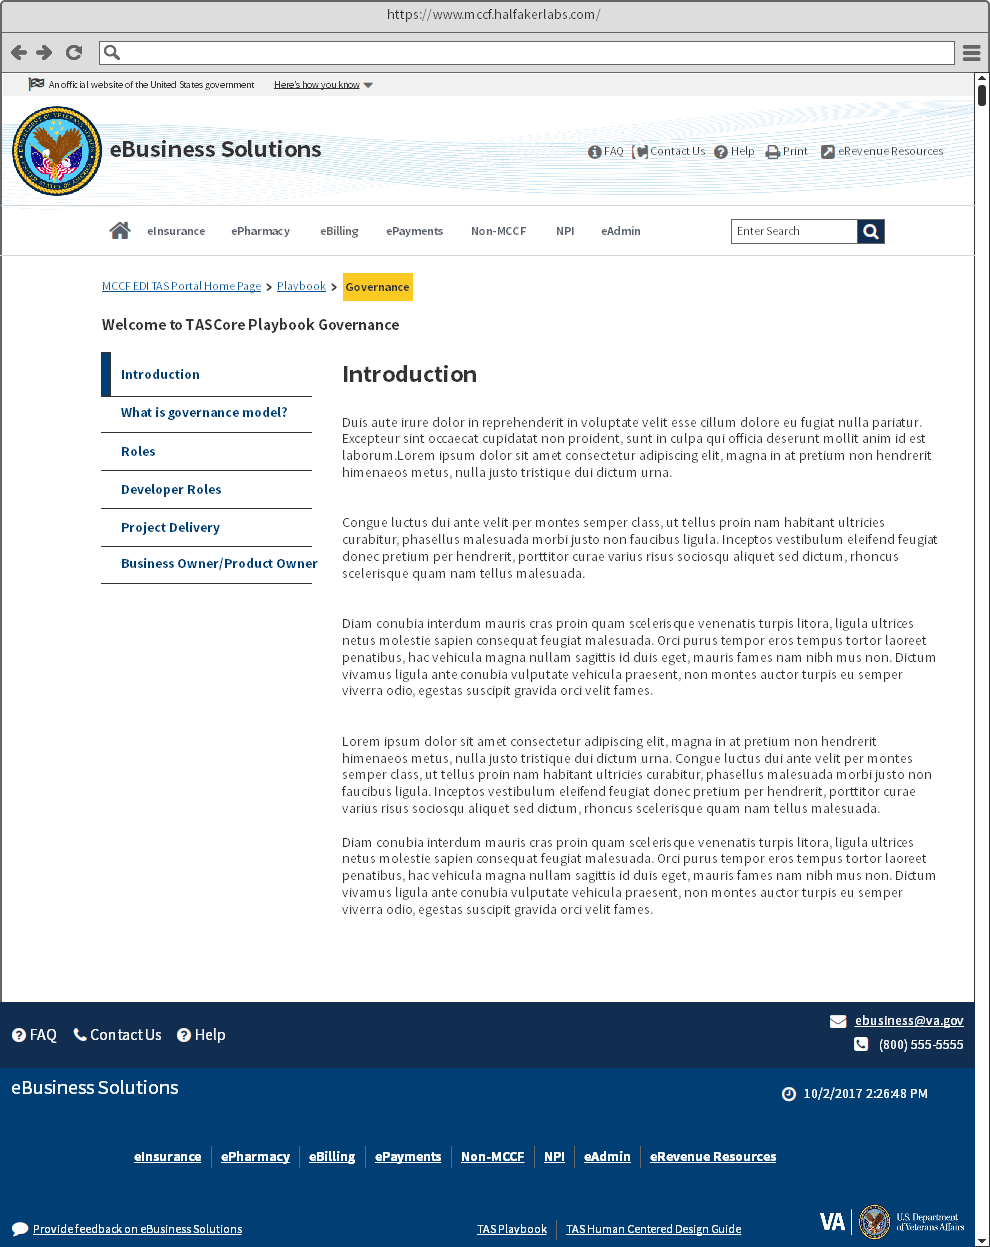 https://www.mccf.halfakerlabs.com/
An official website of the United States government Here's how you know
eBusiness Solutions
FAQ Contact Us Help Print eRevenue Resources
eInsurance ePharmacy eBilling ePayments Non-MCCF NPI eAdmin Enter Search
MCCF EDI TAS Portal Home Page Playbook Governance
Welcome to TASCore Playbook Governance
Introduction
What is governance model?
Roles
Developer Roles
Project Delivery
Business Owner/Product Owner
Introduction
Duis aute irure dolor in reprehenderit in voluptate velit esse cillum dolore eu fugiat nulla pariatur.
Excepteur sint occaecat cupidatat non proident, sunt in culpa qui officia deserunt mollit anim id est
laborum.Lorem ipsum dolor sit amet consectetur adipiscing elit, magna in at pretium non hendrerit
himenaeos metus, nulla justo tristique dui dictum urna.
Congue luctus dui ante velit per montes semper class, ut tellus proin nam habitant ultricies
curabitur, phasellus malesuada morbi justo non faucibus ligula. Inceptos vestibulum eleifend feugiat
donec pretium per hendrerit, porttitor curae varius risus sociosqu aliquet sed dictum, rhoncus
scelerisque quam nam tellus malesuada.
Diam conubia interdum mauris cras proin quam scelerisque venenatis turpis litora, ligula ultrices
netus molestie sapien consequat feugiat malesuada. Orci purus tempor eros tempus tortor laoreet
penatibus, hac vehicula magna nullam sagittis id duis eget, mauris fames nam nibh mus non. Dictum
vivamus ligula ante conubia vulputate vehicula praesent, non montes auctor turpis eu semper
viverra odio, egestas suscipit gravida orci velit fames.
Lorem ipsum dolor sit amet consectetur adipiscing elit, magna in at pretium non hendrerit
himenaeos metus, nulla justo tristique dui dictum urna. Congue luctus dui ante velit per montes
semper class, ut tellus proin nam habitant ultricies curabitur, phasellus malesuada morbi justo non
faucibus ligula. Inceptos vestibulum eleifend feugiat donec pretium per hendrerit, porttitor curae
varius risus sociosqu aliquet sed dictum, rhoncus scelerisque quam nam tellus malesuada.
Diam conubia interdum mauris cras proin quam scelerisque venenatis turpis litora, ligula ultrices
netus molestie sapien consequat feugiat malesuada. Orci purus tempor eros tempus tortor laoreet
penatibus, hac vehicula magna nullam sagittis id duis eget, mauris fames nam nibh mus non. Dictum
vivamus ligula ante conubia vulputate vehicula praesent, non montes auctor turpis eu semper
viverra odio, egestas suscipit gravida orci velit fames.
FAQ Contact Us Help
ebusiness@va.gov
(800) 555-5555
eBusiness Solutions
10/2/2017 2:26:48 PM
eInsurance ePharmacy eBilling ePayments Non-MCCF NPI eAdmin eRevenue Resources
Provide feedback on eBusiness Solutions
TAS Playbook TAS Human Centered Design Guide
VA
U.S. Department
of Veterans Affairs